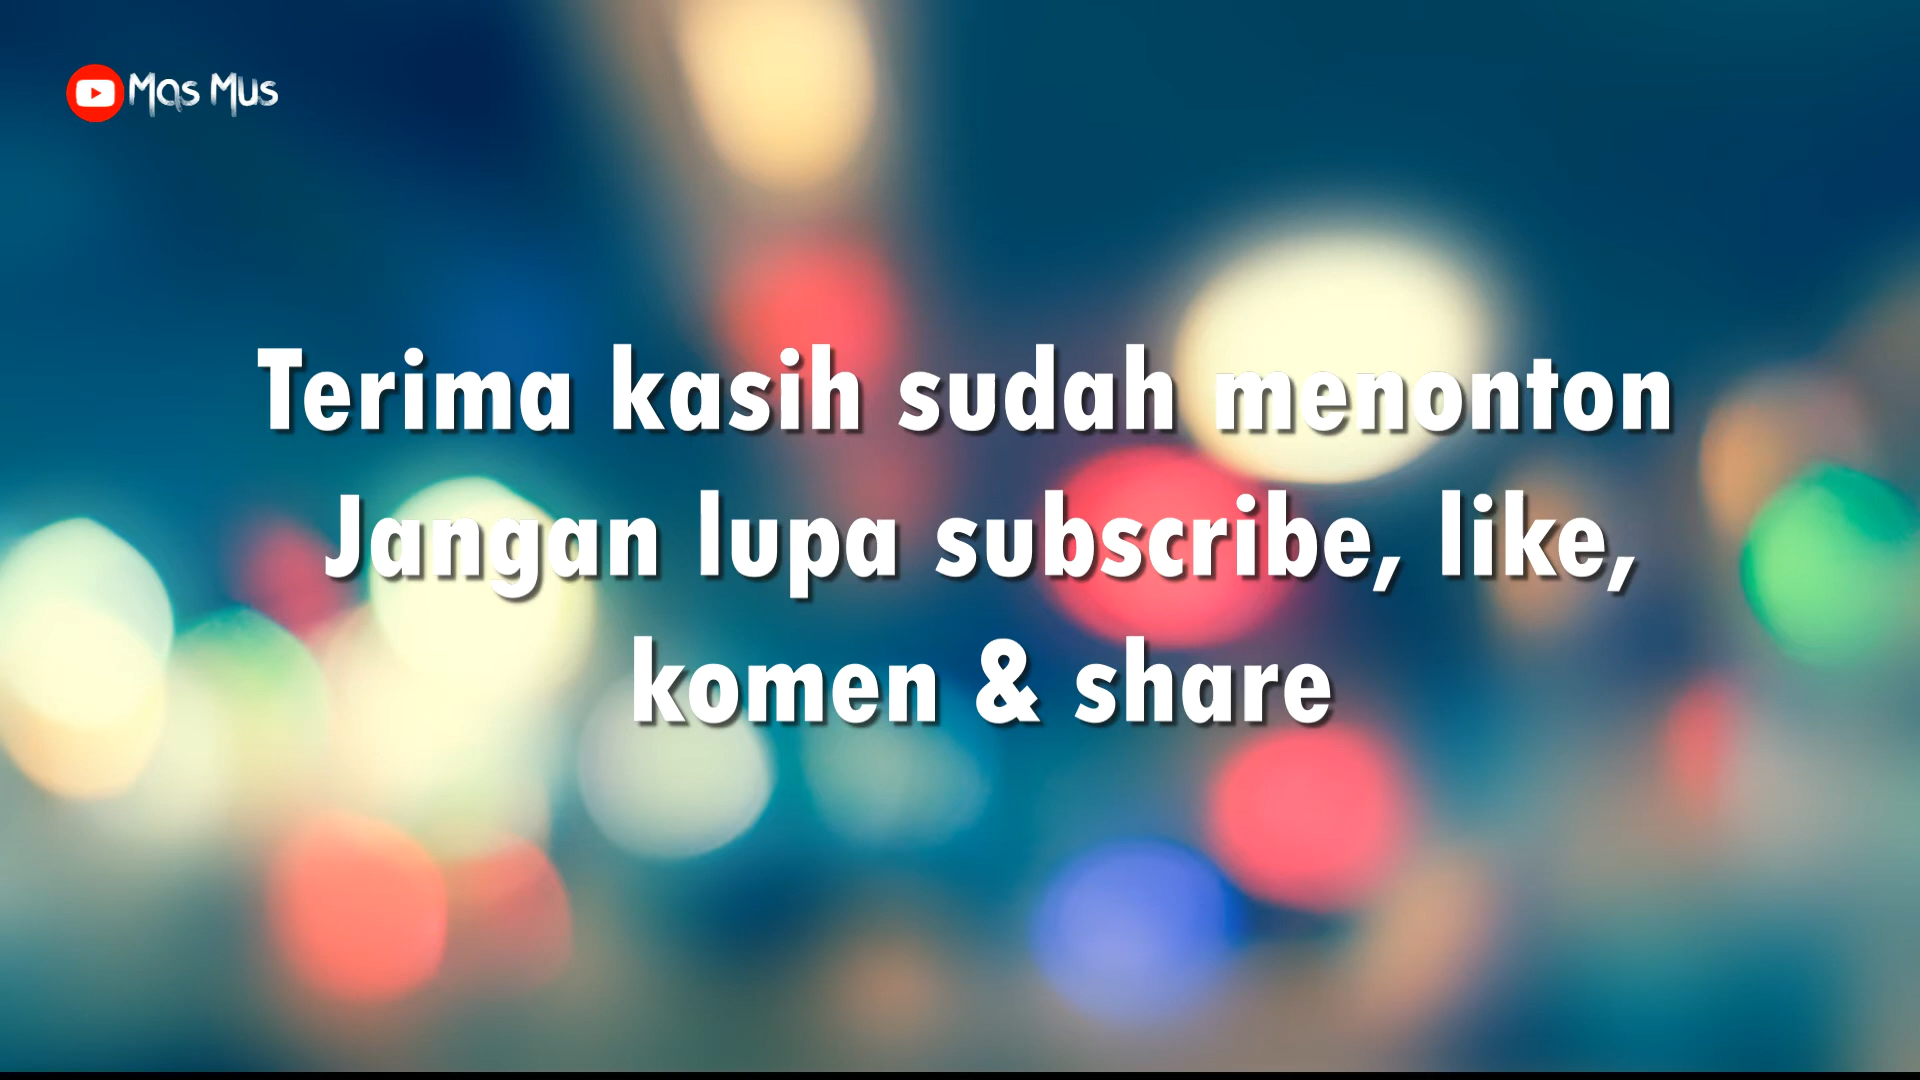 Mas Mus
Terima kasih sudah menonton
Jangan lupa subscribe, like,
komen & share